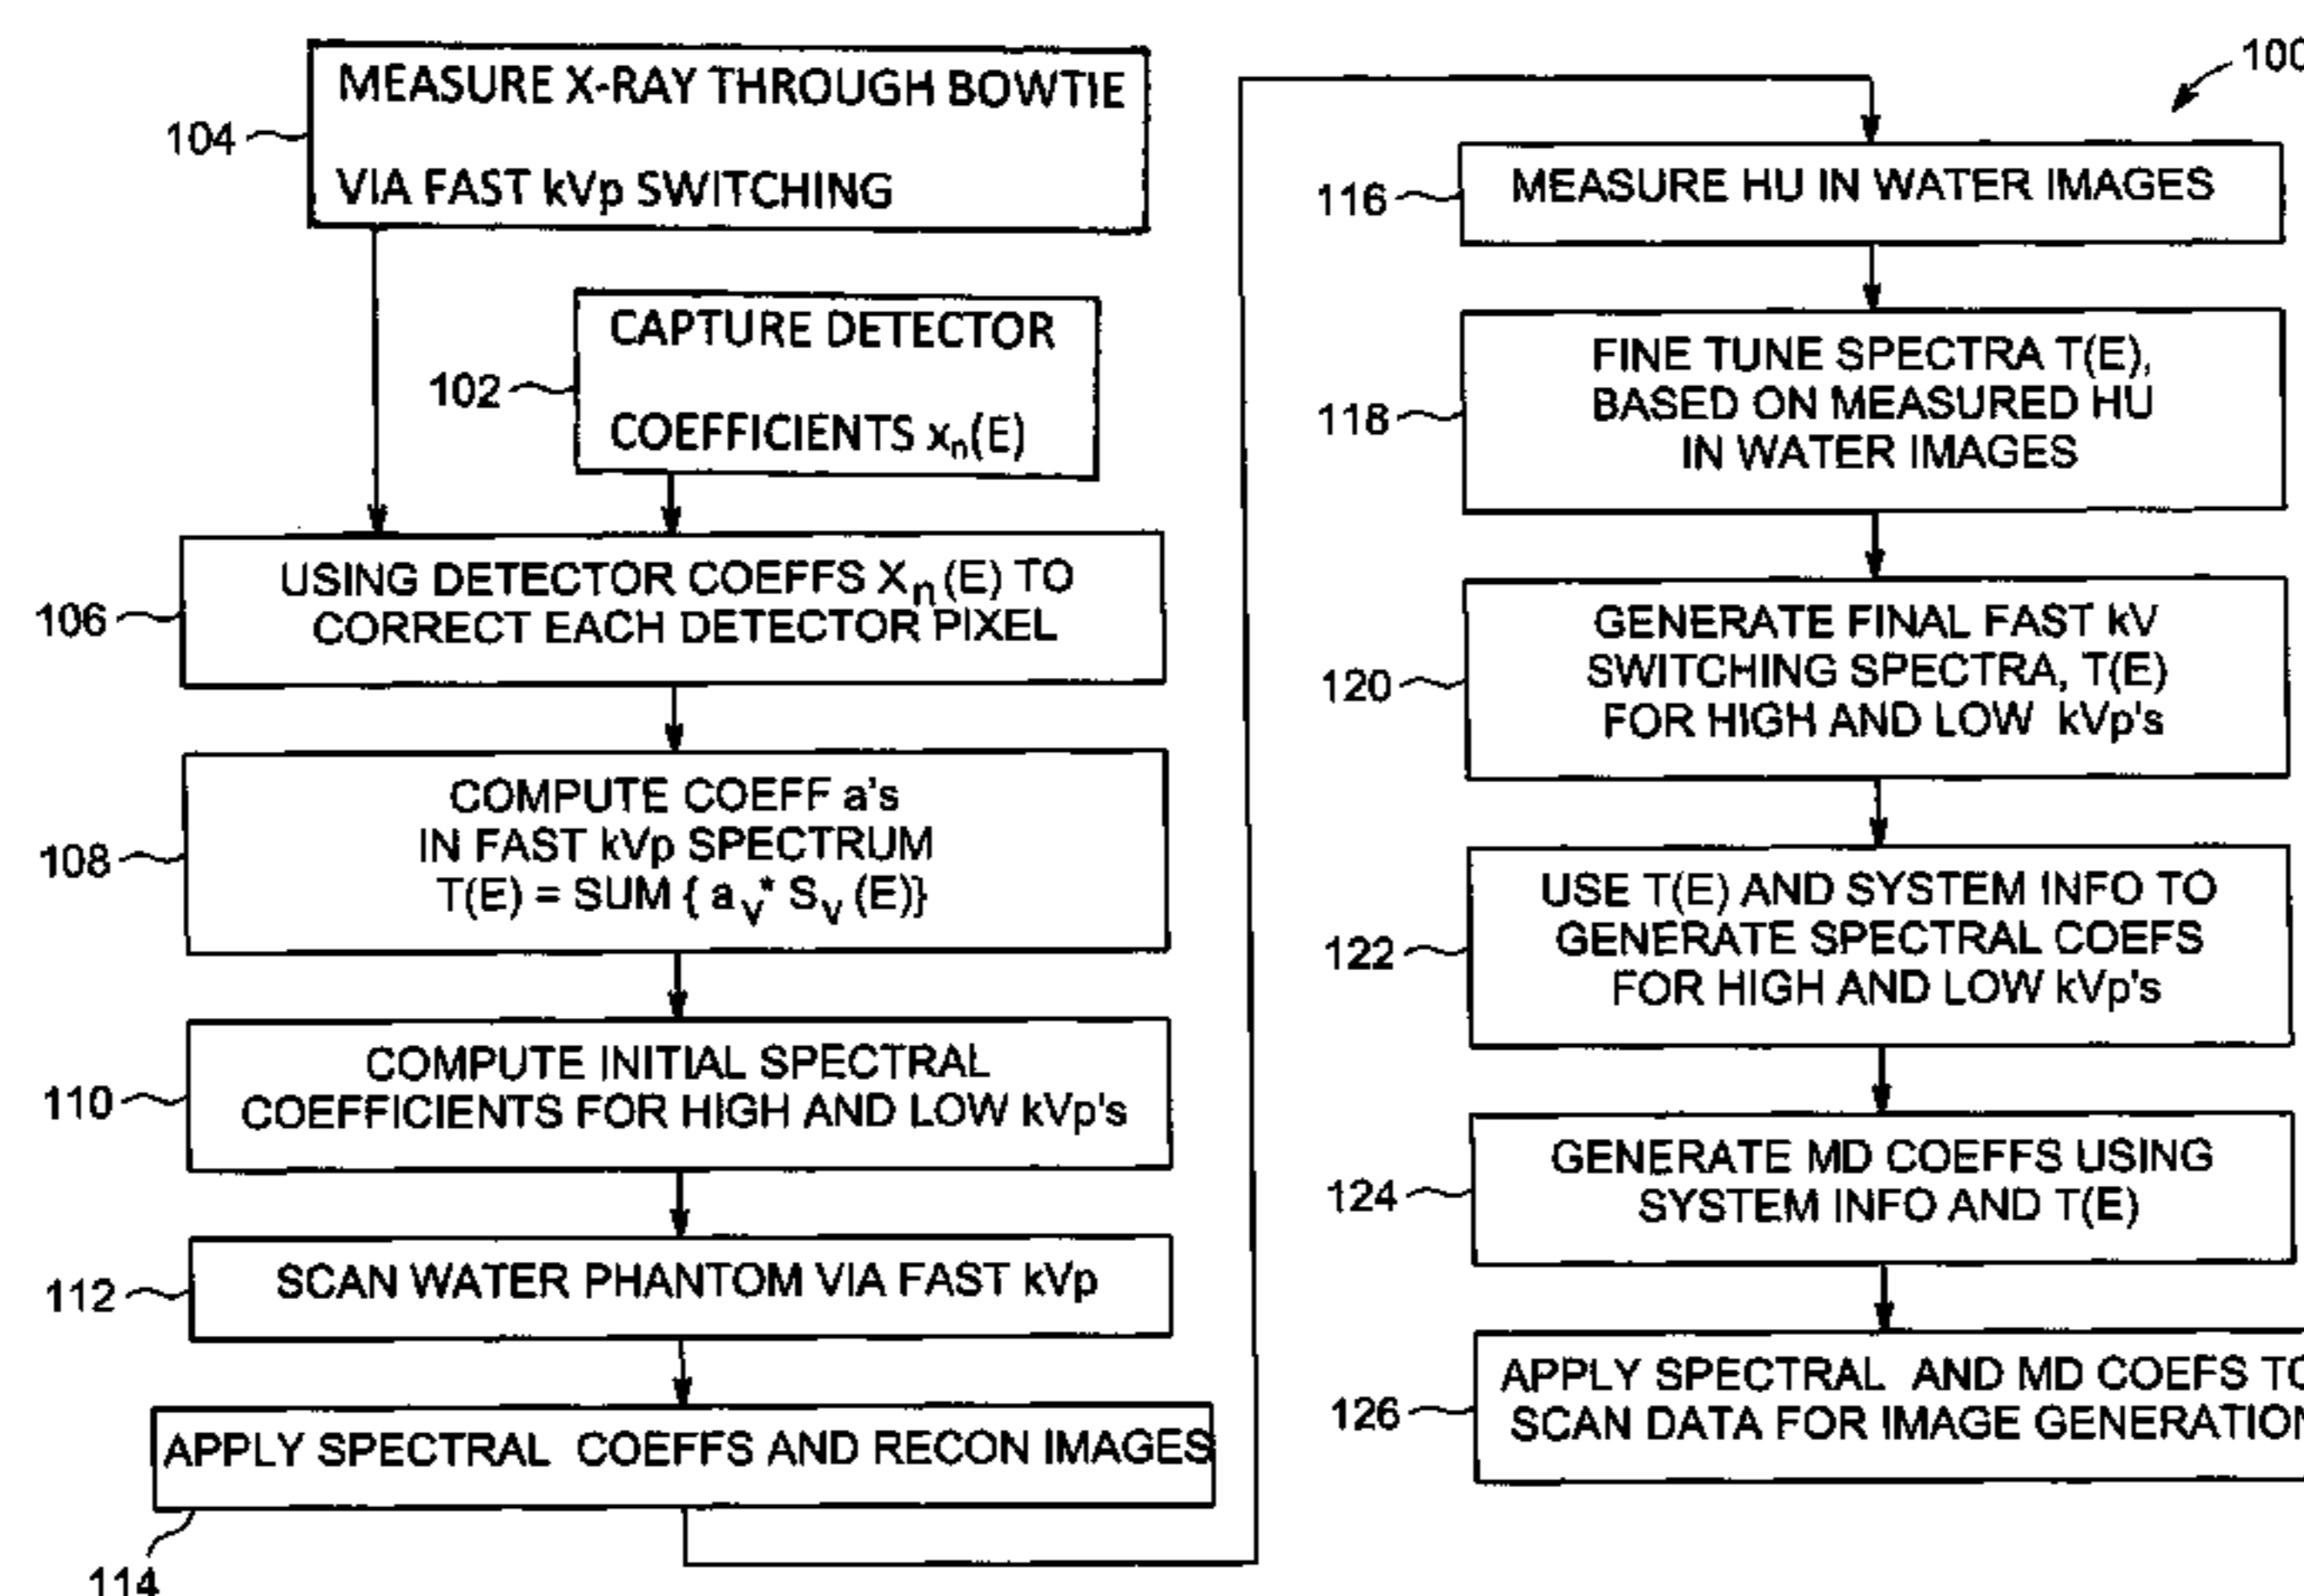 MEASURE X-RAY THROUGH BOWTIE
VIA FAST kVp SWITCHING
104
CAPTURE DETECTOR
COEFFICIENTS xn(E)
102
USING DETECTOR COEFFS Xn(E) TO
CORRECT EACH DETECTOR PIXEL
106
COMPUTE COEFF a's
IN FAST kVp SPECTRUM
T(E) = SUM { aV* SV (E)}
108
COMPUTE INITIAL SPECTRAL
COEFFICIENTS FOR HIGH AND LOW kVp's
110
SCAN WATER PHANTOM VIA FAST kVp
112
APPLY SPECTRAL COEFFS AND RECON IMAGES
114
100
MEASURE HU IN WATER IMAGES
116
FINE TUNE SPECTRA T(E),
BASED ON MEASURED HU
IN WATER IMAGES
118
GENERATE FINAL FAST kV
SWITCHING SPECTRA, T(E)
FOR HIGH AND LOW kVp's
120
USE T(E) AND SYSTEM INFO TO
GENERATE SPECTRAL COEFS
FOR HIGH AND LOW kVp's
122
GENERATE MD COEFFS USING
SYSTEM INFO AND T(E)
124
APPLY SPECTRAL AND MD COEFS TO
SCAN DATA FOR IMAGE GENERATION
126